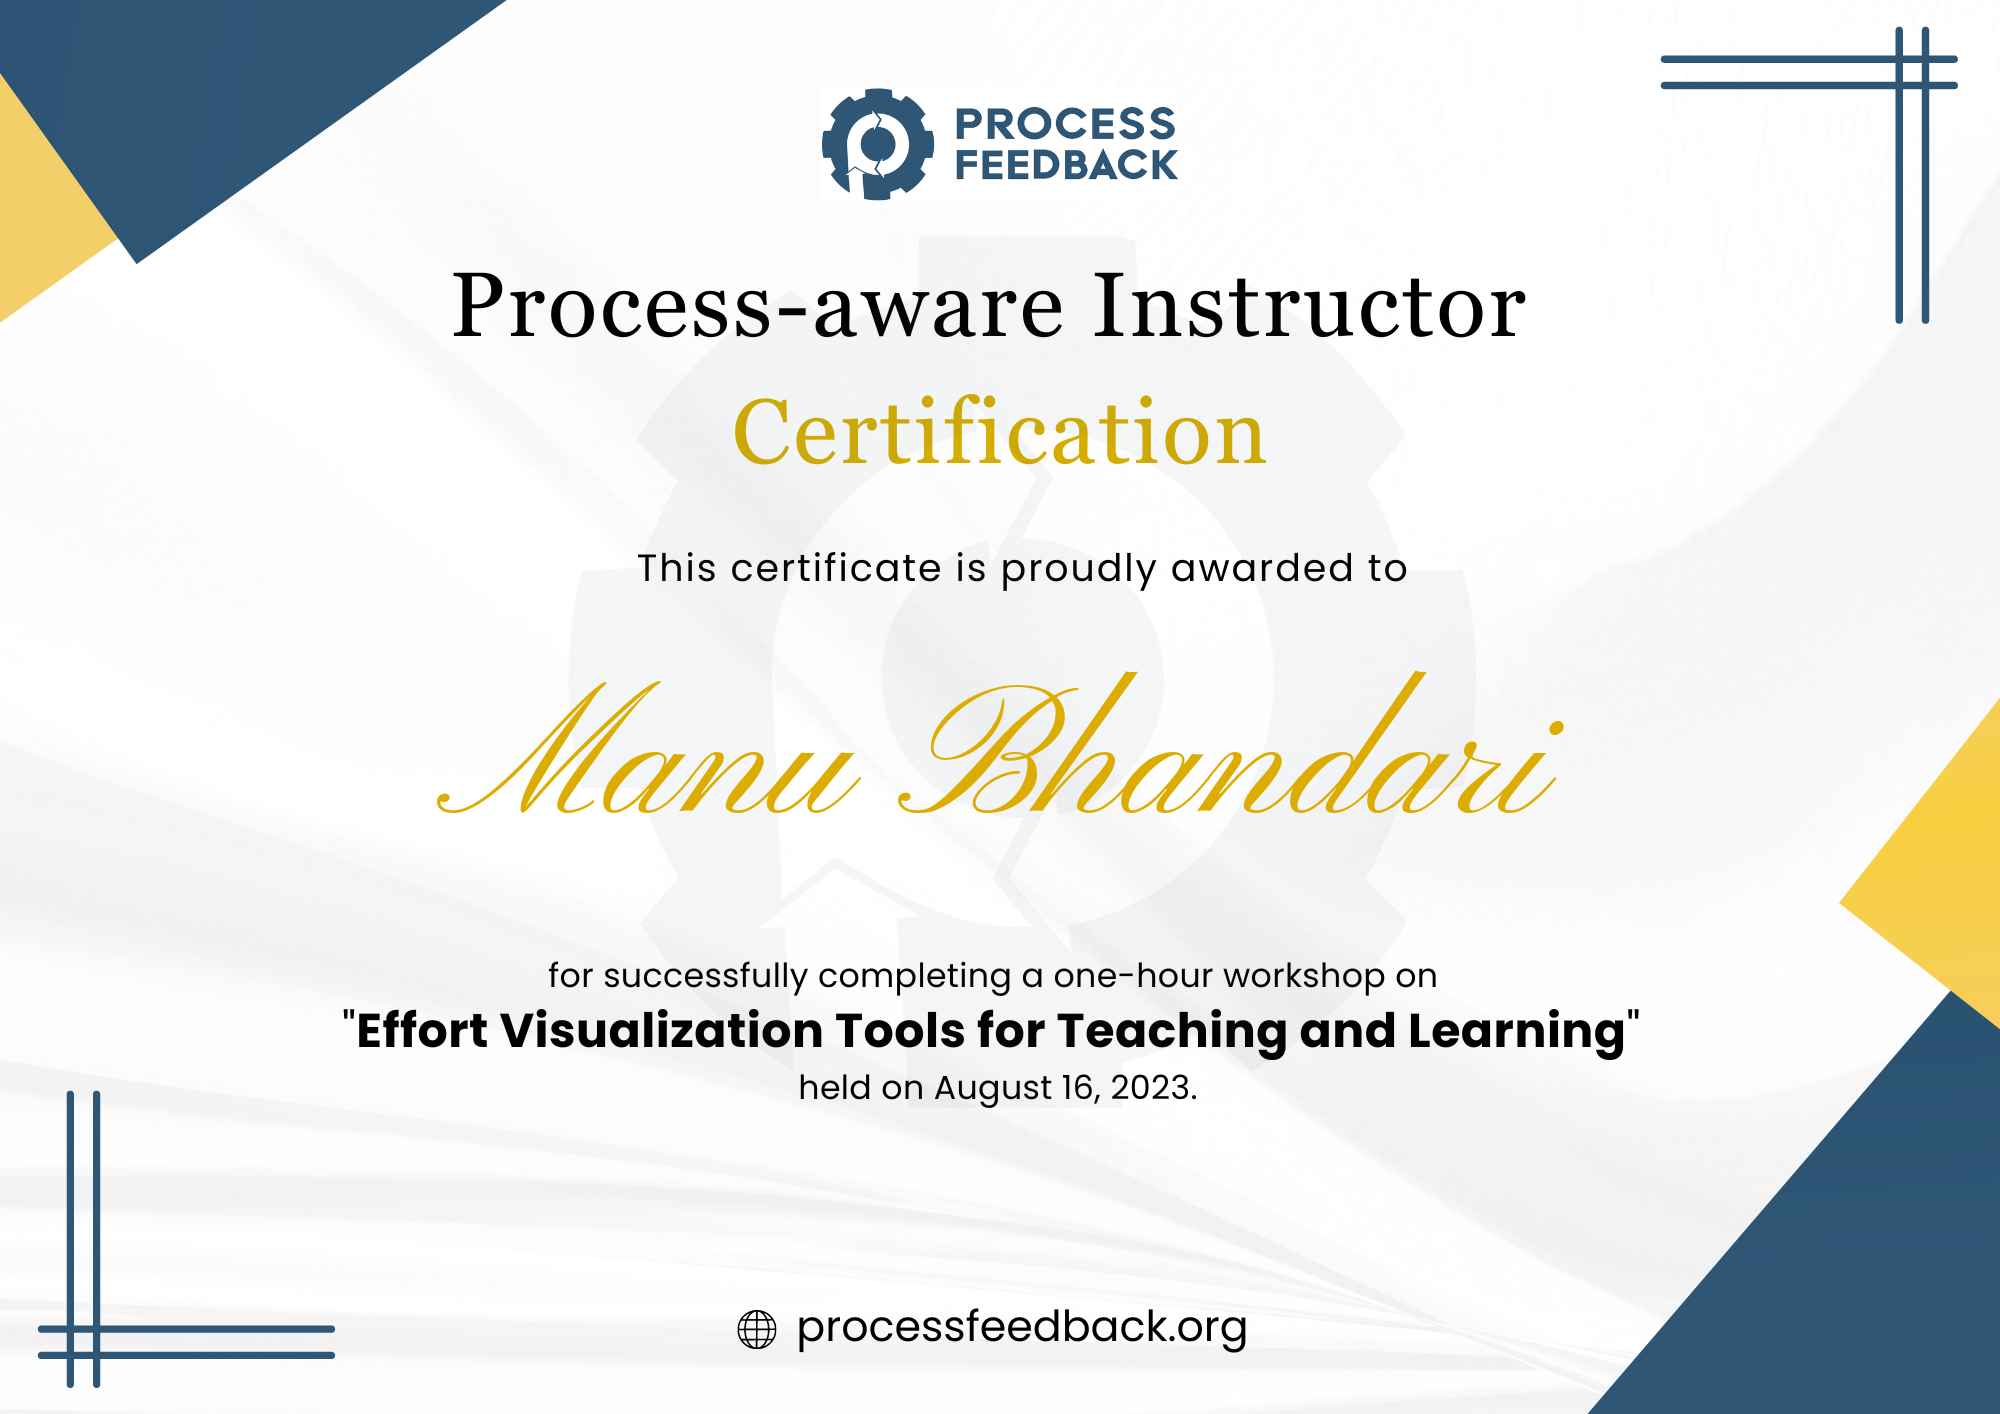 PROCESS
FEEDBACK
Process-aware Instructor
Certification
This certificate is proudly awarded to
Manu Bhandari
for successfully completing a one-hour workshop on
"Effort Visualization Tools for Teaching and Learning"
held on August 16, 2023.
processfeedback.org